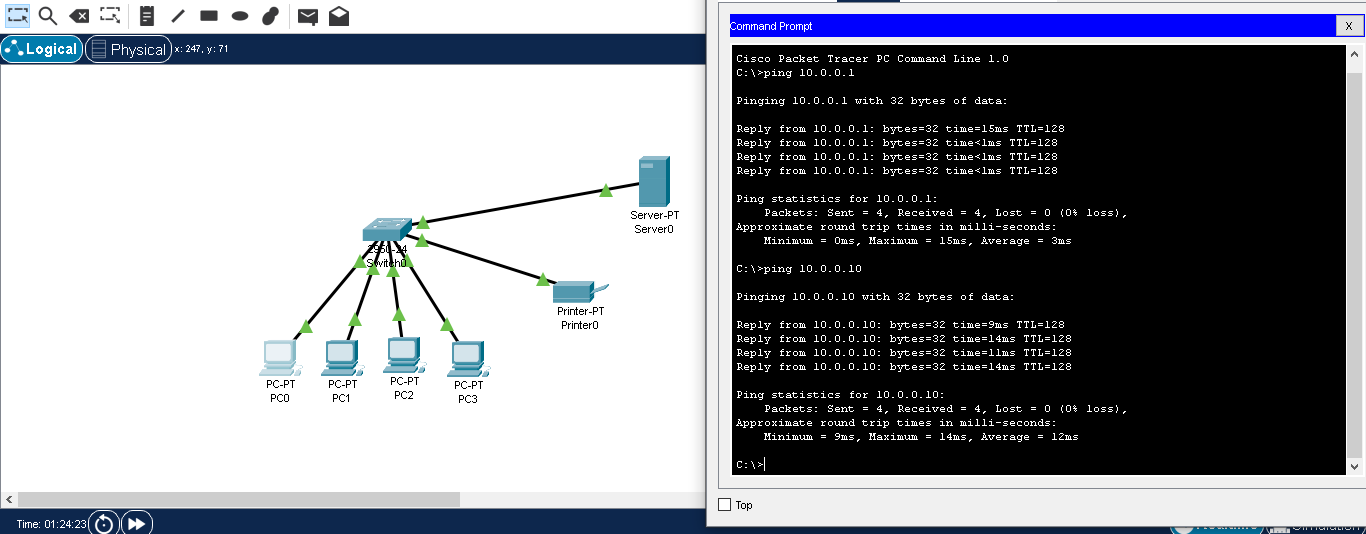 Logical
Physical
x: 247, y: 71
Server-PT
Server0
2950-24
Switch0
Printer-PT
Printer0
PC-PT
PC0
PC-PT
PC1
PC-PT
PC2
PC-PT
PC3
Time: 01:24:23
Command Prompt
X
Cisco Packet Tracer PC Command Line 1.0
C:\>ping 10.0.0.1
Pinging 10.0.0.1 with 32 bytes of data:
Reply from 10.0.0.1: bytes=32 time=15ms TTL=128
Reply from 10.0.0.1: bytes=32 time<1ms TTL=128
Reply from 10.0.0.1: bytes=32 time<1ms TTL=128
Reply from 10.0.0.1: bytes=32 time<1ms TTL=128
Ping statistics for 10.0.0.1:
Packets: Sent = 4, Received = 4, Lost = 0 (0% loss),
Approximate round trip times in milli-seconds:
Minimum = 0ms, Maximum = 15ms, Average = 3ms
C:\>ping 10.0.0.10
Pinging 10.0.0.10 with 32 bytes of data:
Reply from 10.0.0.10: bytes=32 time=9ms TTL=128
Reply from 10.0.0.10: bytes=32 time=14ms TTL=128
Reply from 10.0.0.10: bytes=32 time=11ms TTL=128
Reply from 10.0.0.10: bytes=32 time=14ms TTL=128
Ping statistics for 10.0.0.10:
Packets: Sent = 4, Received = 4, Lost = 0 (0% loss),
Approximate round trip times in milli-seconds:
Minimum = 9ms, Maximum = 14ms, Average = 12ms
C:\>
Top